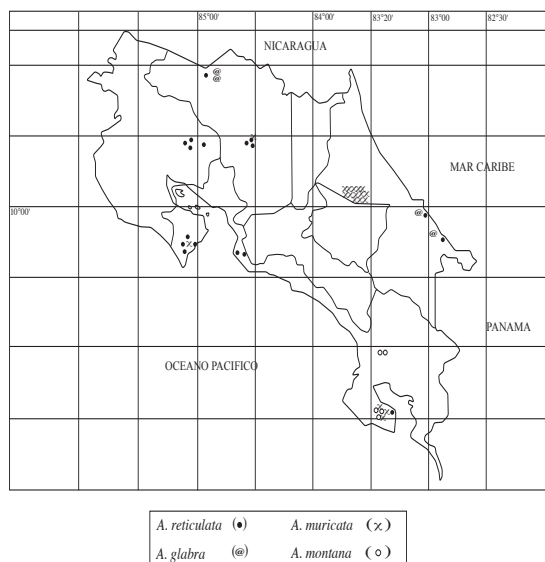 85°00' 84°00' 83°20' 83°00' 82°30'
NICARAGUA
MAR CARIBE
10°00'
PANAMA
OCEANO PACIFICO
A. reticulata (•) A. muricata (x)
A. glabra (@) A. montana (o)